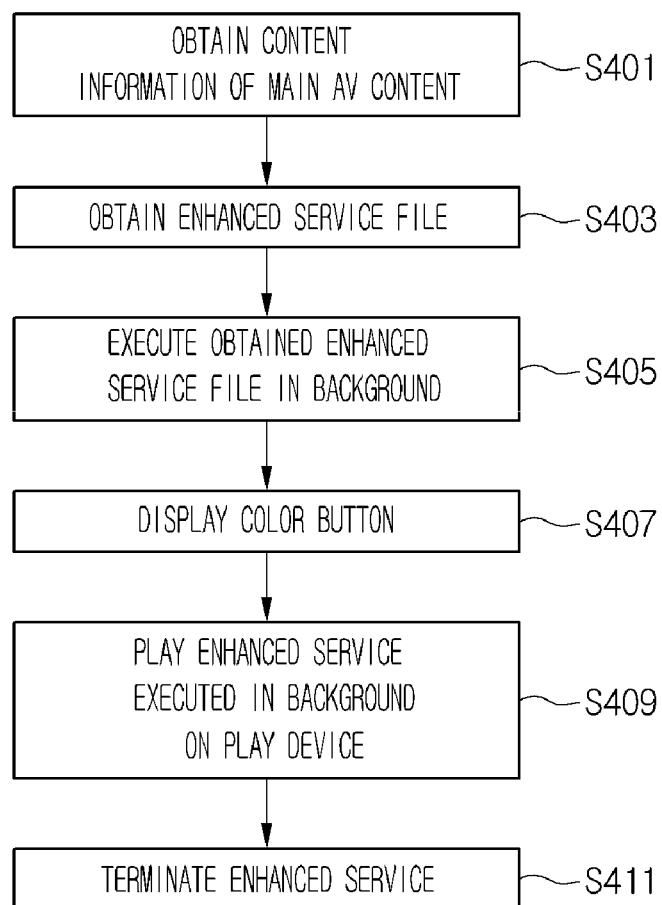 OBTAIN CONTENT
INFORMATION OF MAIN AV CONTENT
S401
OBTAIN ENHANCED SERVICE FILE
S403
EXECUTE OBTAINED ENHANCED
SERVICE FILE IN BACKGROUND
S405
DISPLAY COLOR BUTTON
S407
PLAY ENHANCED SERVICE
EXECUTED IN BACKGROUND
ON PLAY DEVICE
S409
TERMINATE ENHANCED SERVICE
S411